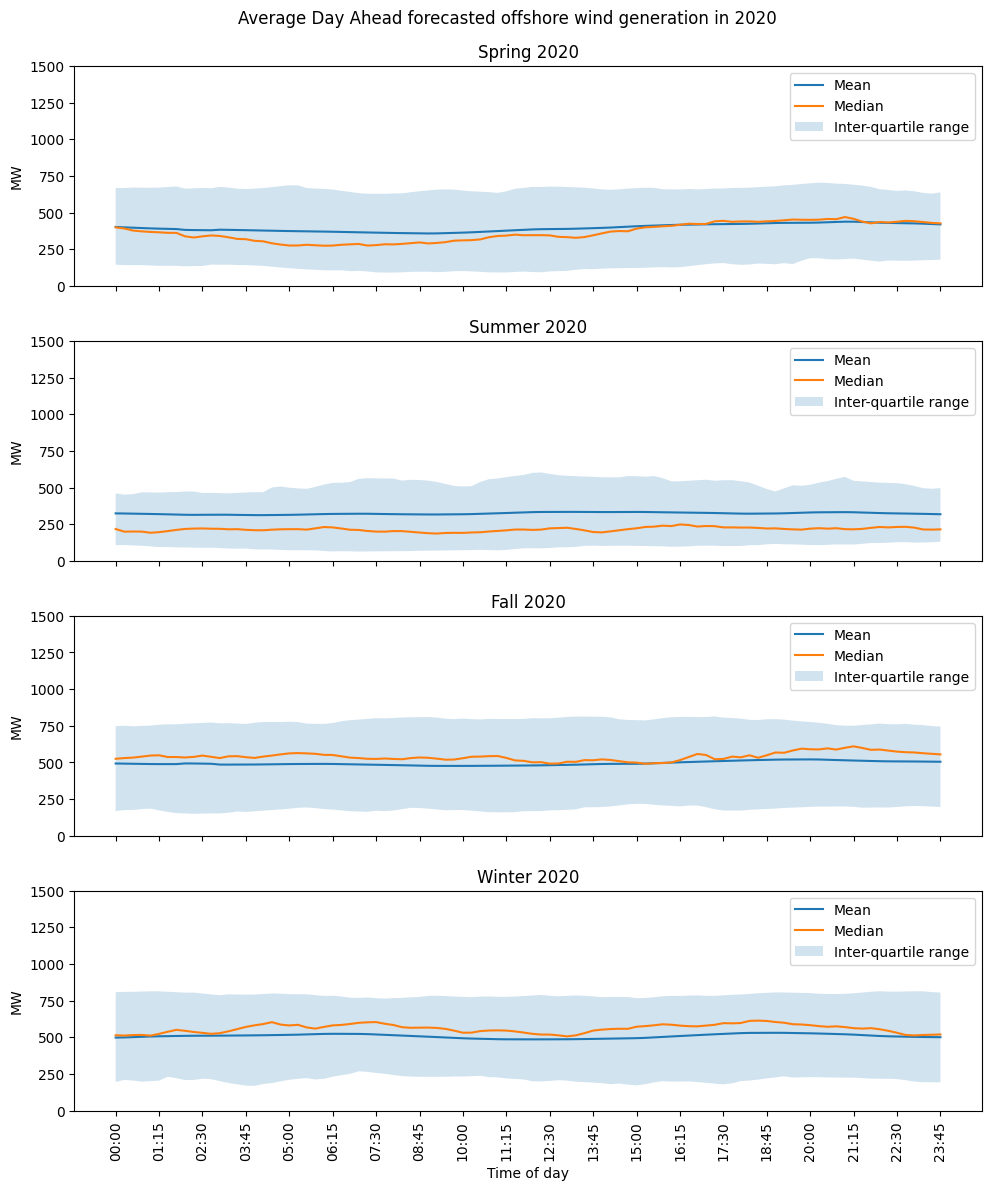 Average Day Ahead forecasted offshore wind generation in 2020
Spring 2020
1500
1250
1000
750
500
250
0
MW
Mean
Median
Inter-quartile range
Summer 2020
1500
1250
1000
750
500
250
0
MW
Mean
Median
Inter-quartile range
Fall 2020
1500
1250
1000
750
500
250
0
MW
Mean
Median
Inter-quartile range
Winter 2020
1500
1250
1000
750
500
250
0
MW
Mean
Median
Inter-quartile range
00:00
01:15
02:30
03:45
05:00
06:15
07:30
08:45
10:00
11:15
12:30
13:45
15:00
16:15
17:30
18:45
20:00
21:15
22:30
23:45
Time of day